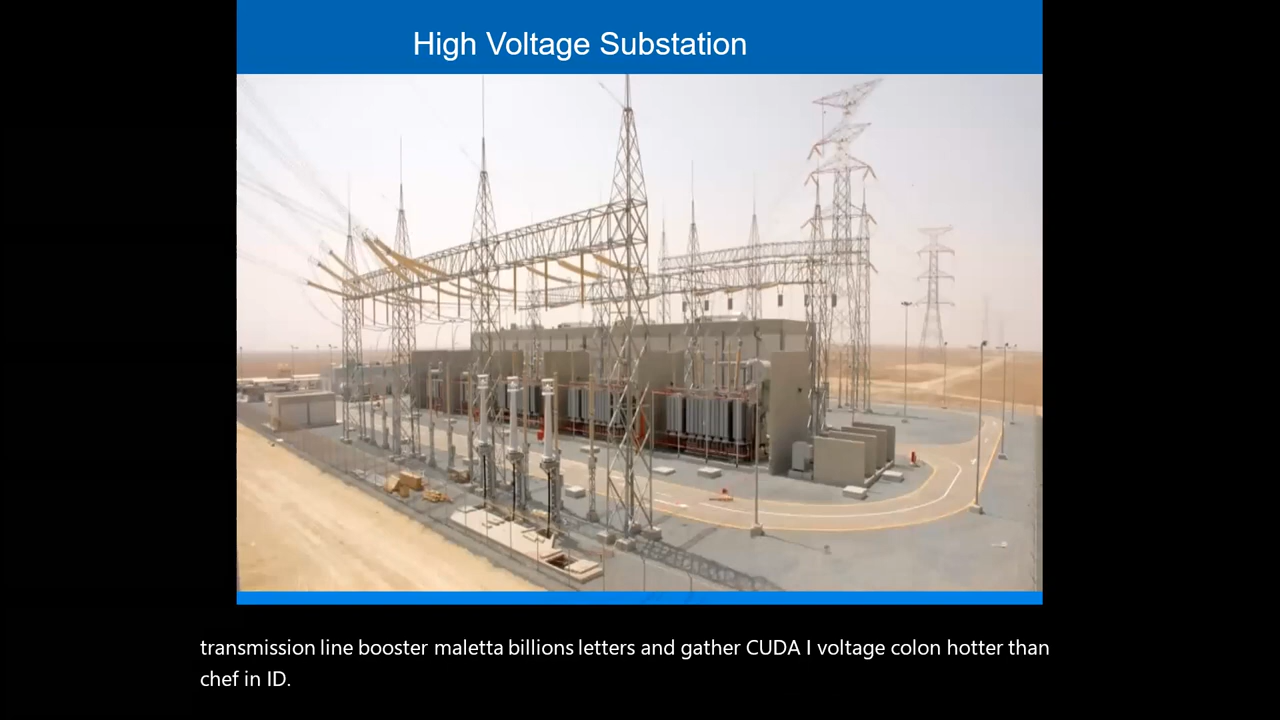 High Voltage Substation
transmission line booster maletta billions letters and gather CUDA I voltage colon hotter than
chef in ID.